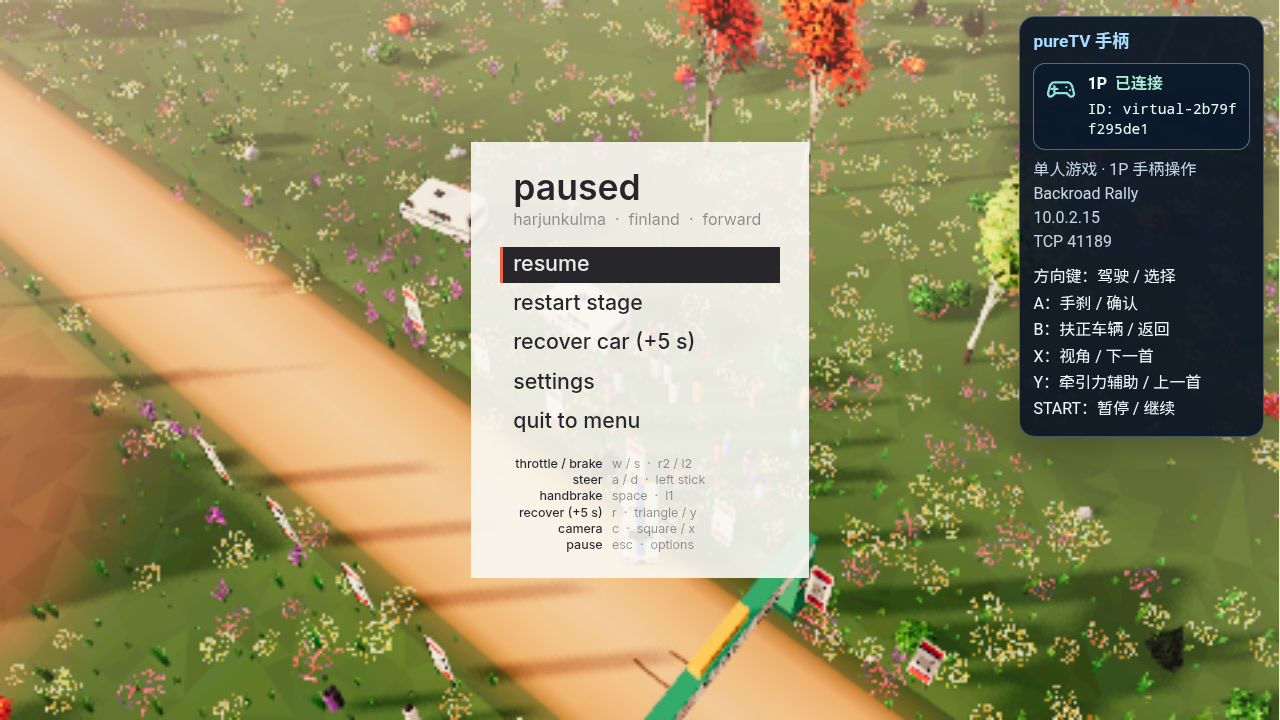 paused
harjunkulma · finland · forward
resume
restart stage
recover car (+5 s)
settings
quit to menu
throttle / brake w / s · r2 / l2
steer a / d · left stick
handbrake space · l1
recover (+5 s) r · triangle / y
camera c · square / x
pause esc · options
pureTV 手柄
1P 已连接
ID: virtual-2b79f
f295de1
单人游戏 · 1P 手柄操作
Backroad Rally
10.0.2.15
TCP 41189
方向键：驾驶 / 选择
A：手刹 / 确认
B：扶正车辆 / 返回
X：视角 / 下一首
Y：牵引力辅助 / 上一首
START：暂停 / 继续